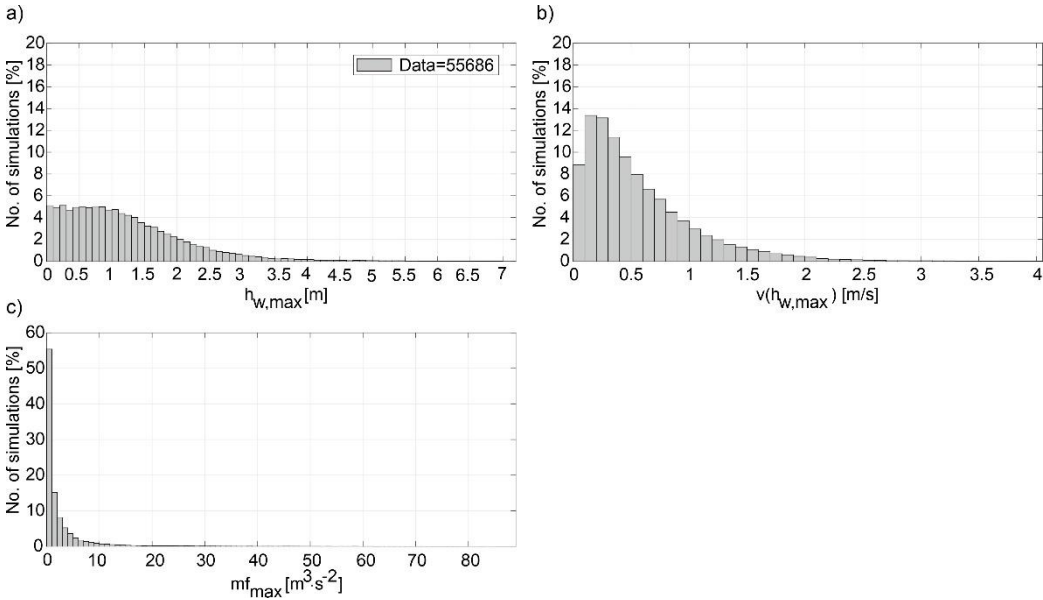 a)
No. of simulations [%]
20
18
16
14
12
10
8
6
4
2
0
Data=55686
0 0.5 1 1.5 2 2.5 3 3.5 4 4.5 5 5.5 6 6.5 7
h_w,max [m]
b)
No. of simulations [%]
20
18
16
14
12
10
8
6
4
2
0
0 0.5 1 1.5 2 2.5 3 3.5 4
v(h_w,max) [m/s]
c)
No. of simulations [%]
60
50
40
30
20
10
0
0 10 20 30 40 50 60 70 80
mf_max [m³·s⁻²]